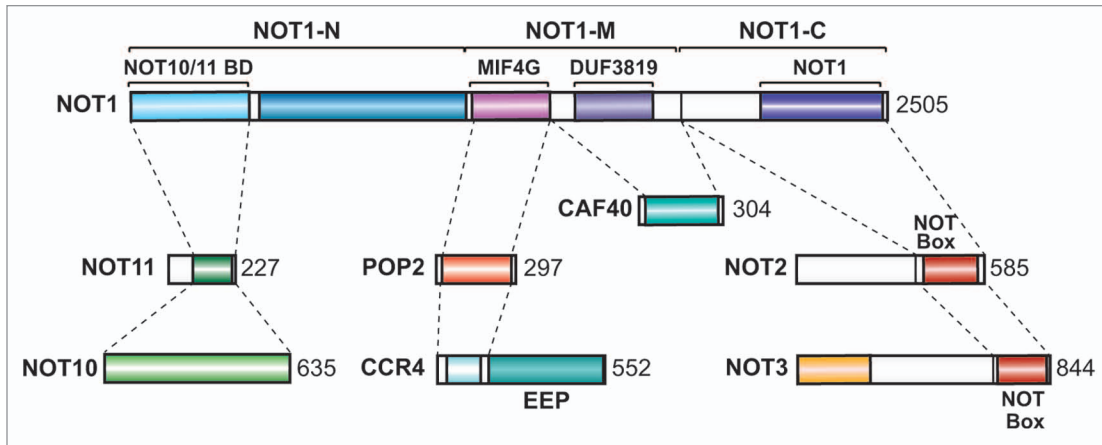 NOT1-N NOT1-M NOT1-C
NOT10/11 BD MIF4G DUF3819 NOT1
NOT1 2505
CAF40 304
NOT
Box
NOT11 227 POP2 297 NOT2 585
NOT10 635 CCR4 552 NOT3 844
EEP NOT
Box